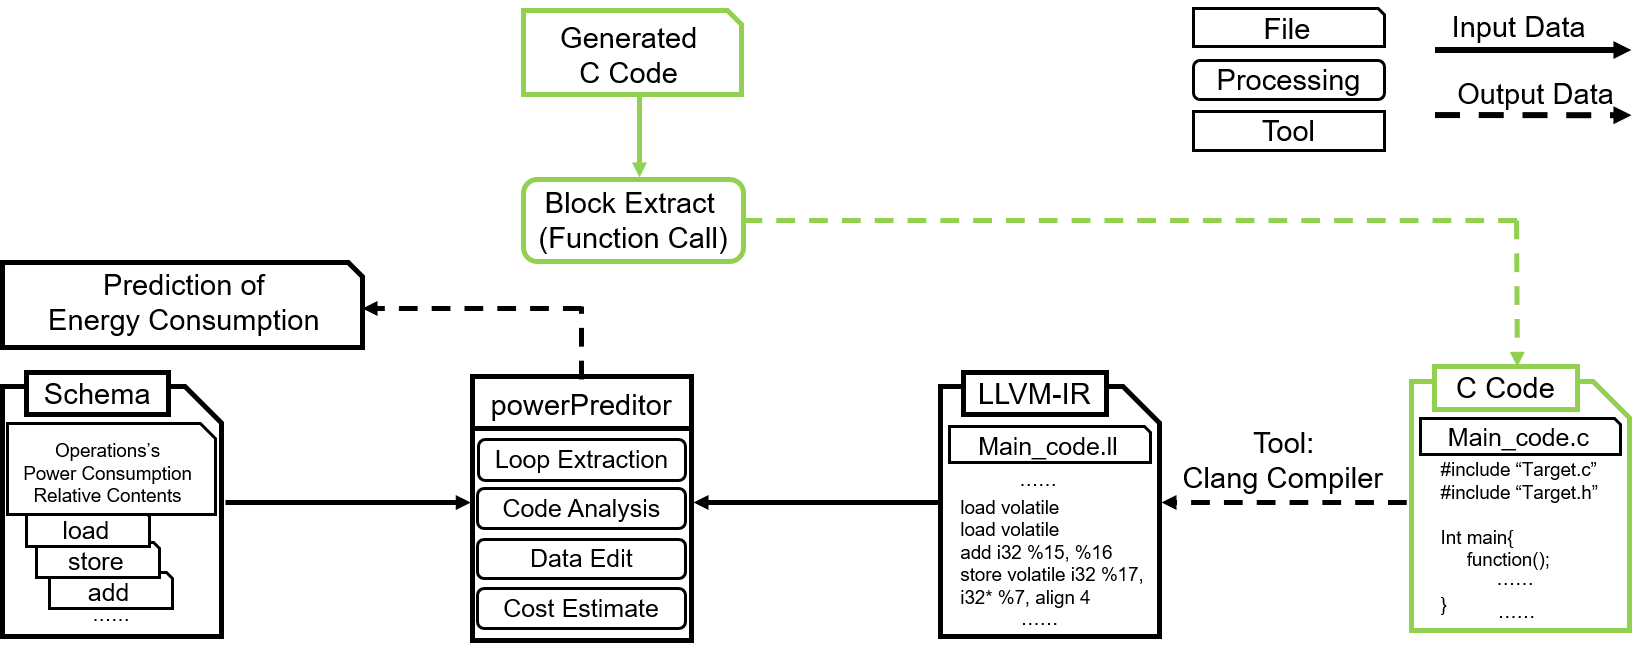 Generated
C Code
File
Processing
Tool
Input Data
Output Data
Block Extract
(Function Call)
Prediction of
Energy Consumption
Schema
Operations's
Power Consumption
Relative Contents
load
store
add
......
powerPreditor
Loop Extraction
Code Analysis
Data Edit
Cost Estimate
LLVM-IR
Main_code.ll
......
load volatile
load volatile
add i32 %15, %16
store volatile i32 %17,
i32* %7, align 4
......
Tool:
Clang Compiler
C Code
Main_code.c
#include “Target.c”
#include “Target.h”
Int main{
function();
......
}
......